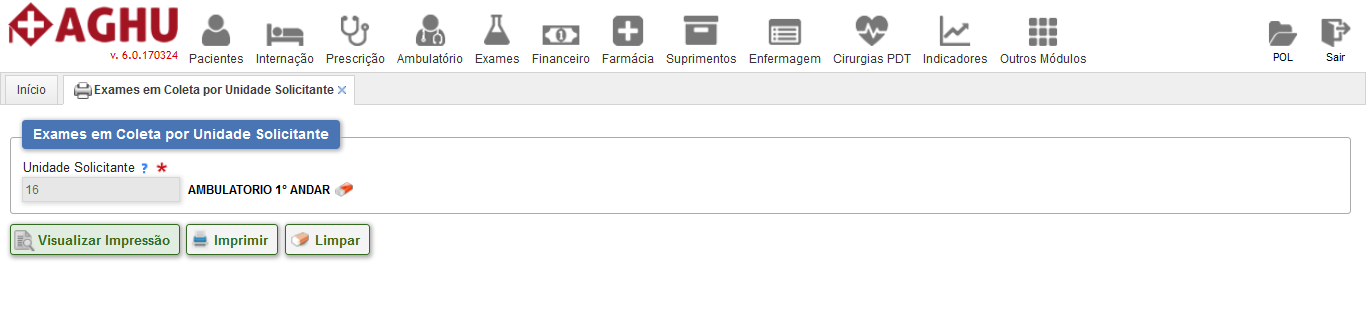 AGHU
v. 6.0.170324
Pacientes Internação Prescrição Ambulatório Exames Financeiro Farmácia Suprimentos Enfermagem Cirurgias PDT Indicadores Outros Módulos POL Sair
Início Exames em Coleta por Unidade Solicitante
Exames em Coleta por Unidade Solicitante
Unidade Solicitante ? *
16 AMBULATORIO 1° ANDAR
Visualizar Impressão Imprimir Limpar